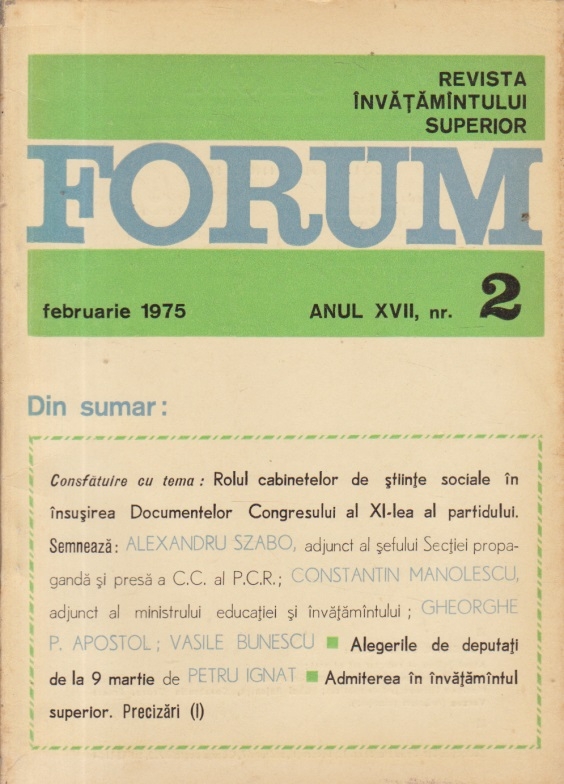 REVISTA
ÎNVĂȚĂMÎNTULUI
SUPERIOR
FORUM
februarie 1975 ANUL XVII, nr. 2
Din sumar:
Consfătuire cu tema: Rolul cabinetelor de științe sociale în
însușirea Documentelor Congresului al XI-lea al partidului.
Semnează: ALEXANDRU SZABO, adjunct al șefului Secției propa-
gandă și presă a C.C. al P.C.R.; CONSTANTIN MANOLESCU,
adjunct al ministrului educației și învățămîntului; GHEORGHE
P. APOSTOL; VASILE BUNESCU ■ Alegerile de deputați
de la 9 martie de PETRU IGNAT ■ Admiterea în învățămîntul
superior. Precizări (I)